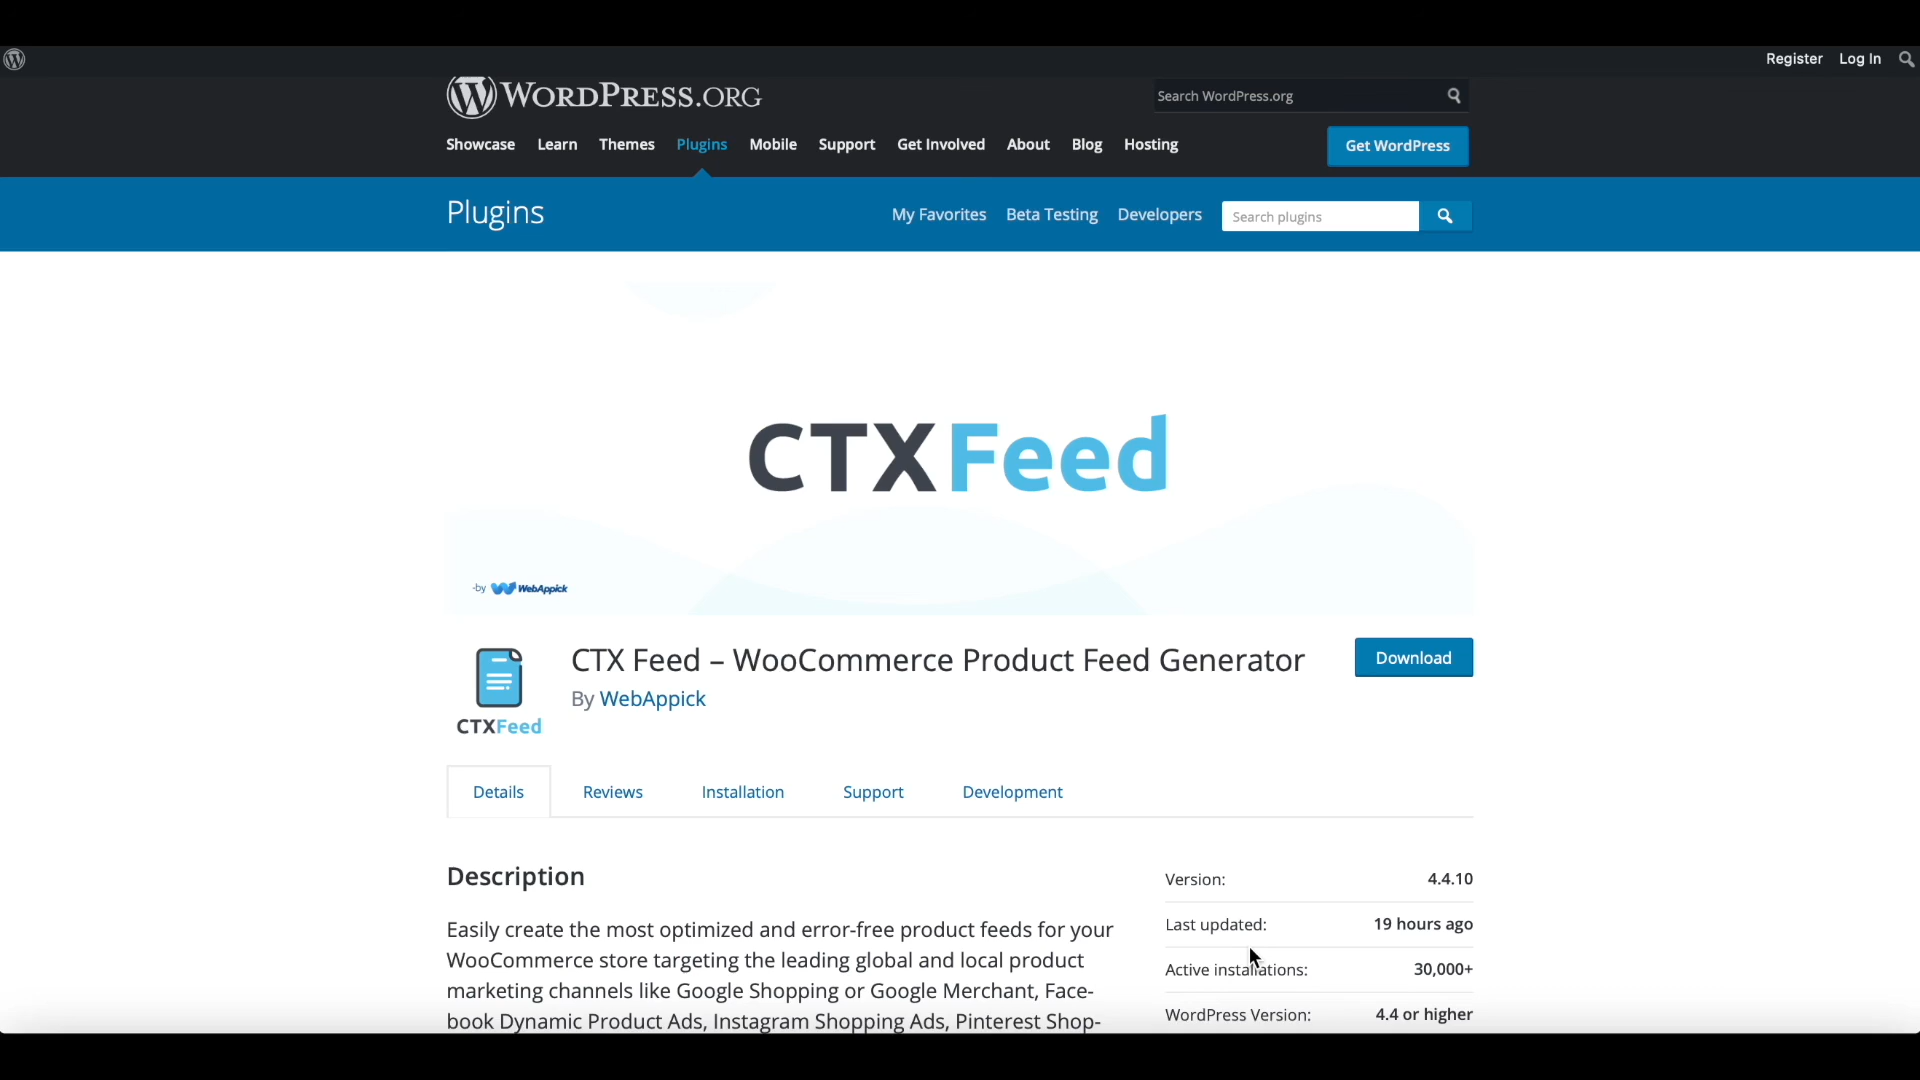 Register Log In
WORDPRESS.ORG
Search WordPress.org
Showcase Learn Themes Plugins Mobile Support Get Involved About Blog Hosting
Get WordPress
Plugins
My Favorites Beta Testing Developers
Search plugins
CTXFeed
-by WebAppick
CTXFeed
CTX Feed – WooCommerce Product Feed Generator
By WebAppick
Download
Details Reviews Installation Support Development
Description
Easily create the most optimized and error-free product feeds for your
WooCommerce store targeting the leading global and local product
marketing channels like Google Shopping or Google Merchant, Face-
book Dynamic Product Ads, Instagram Shopping Ads, Pinterest Shop-
Version: 4.4.10
Last updated: 19 hours ago
Active installations: 30,000+
WordPress Version: 4.4 or higher